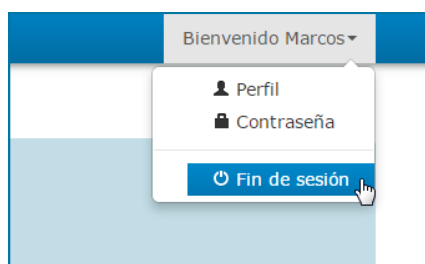 Bienvenido Marcos
Perfil
Contraseña
Fin de sesión